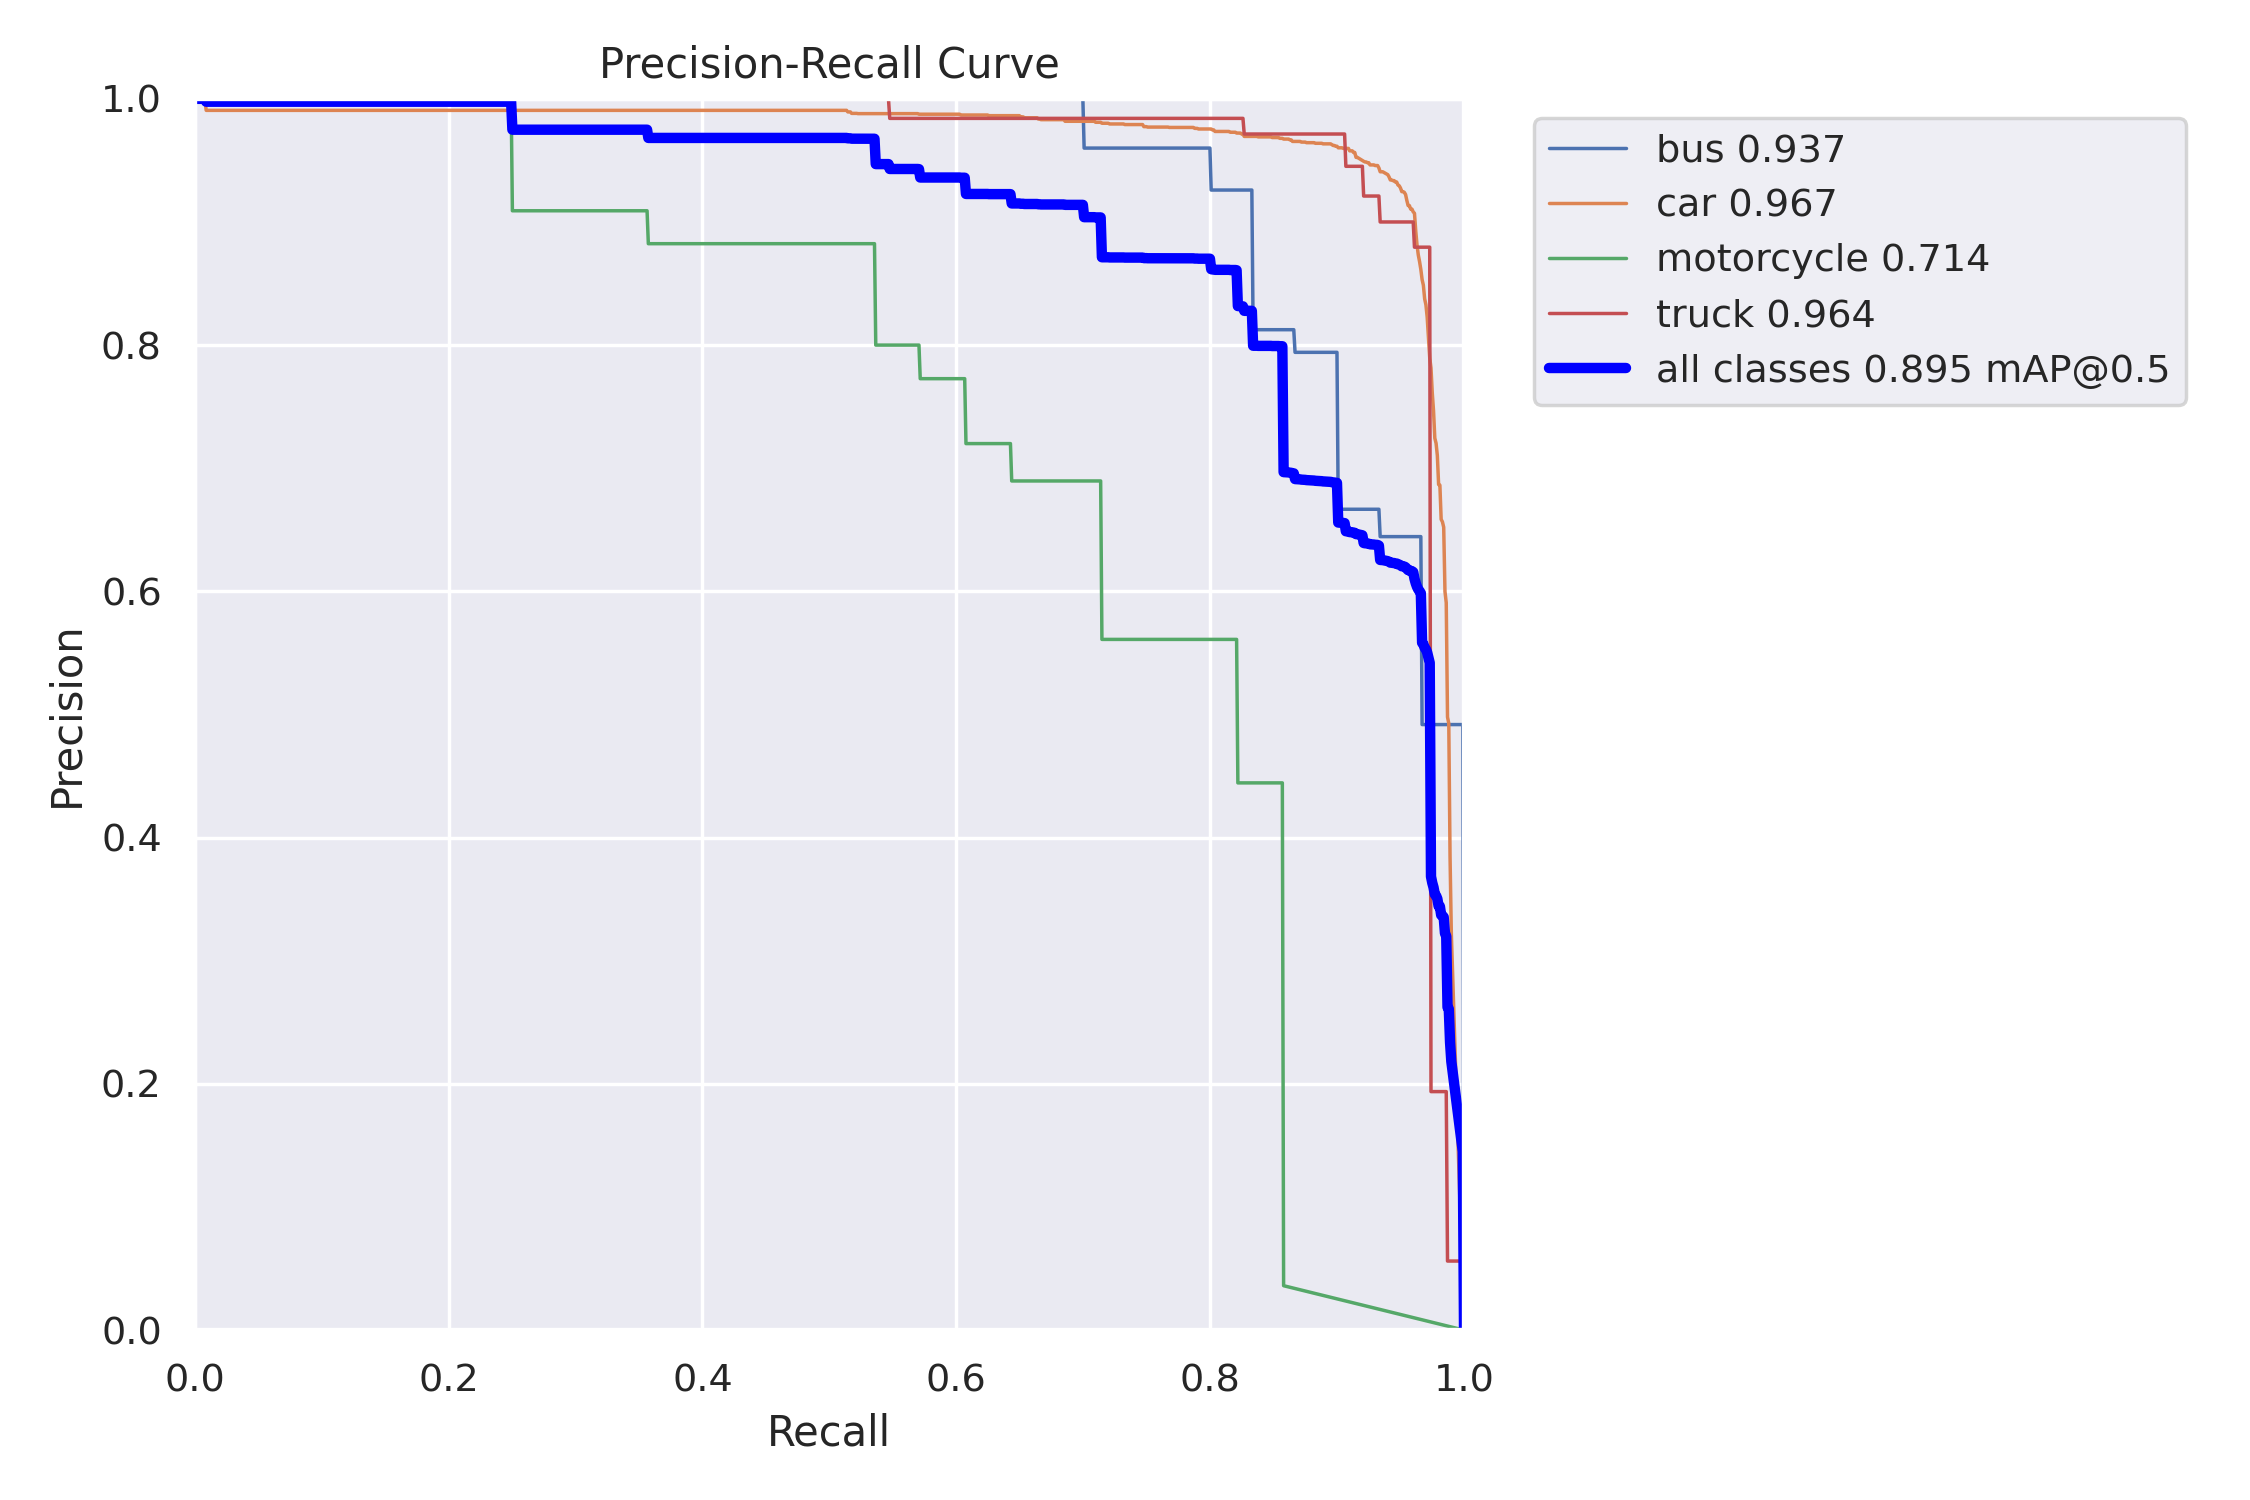 Precision-Recall Curve
1.0
0.8
0.6
0.4
0.2
0.0
Precision
0.0 0.2 0.4 0.6 0.8 1.0
Recall
bus 0.937
car 0.967
motorcycle 0.714
truck 0.964
all classes 0.895 mAP@0.5